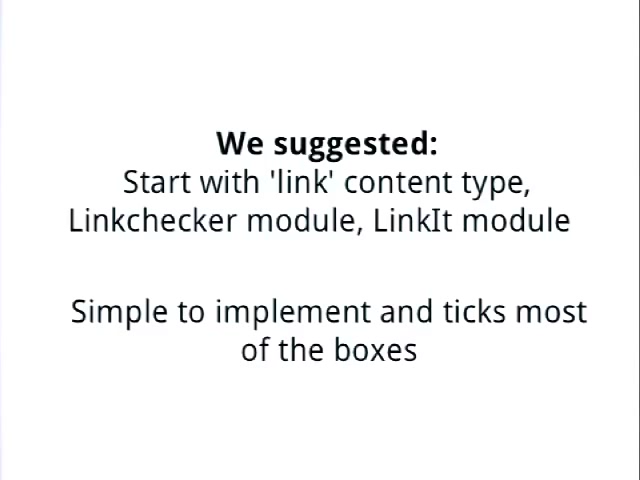 We suggested:
Start with 'link' content type,
Linkchecker module, LinkIt module
Simple to implement and ticks most
of the boxes